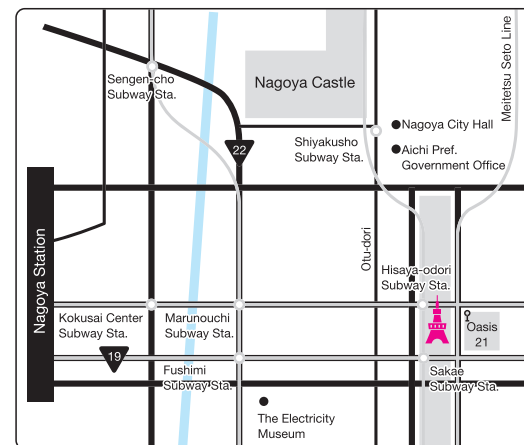 Sengen-cho
Subway Sta.
Nagoya Castle
Meitetsu Seto Line
22
Shiyakusho
Subway Sta.
Nagoya City Hall
Aichi Pref.
Government Office
Nagoya Station
Otu-dori
Hisaya-odori
Subway Sta.
Kokusai Center
Subway Sta.
Marunouchi
Subway Sta.
Oasis
21
19
Fushimi
Subway Sta.
Sakae
Subway Sta.
The Electricity
Museum